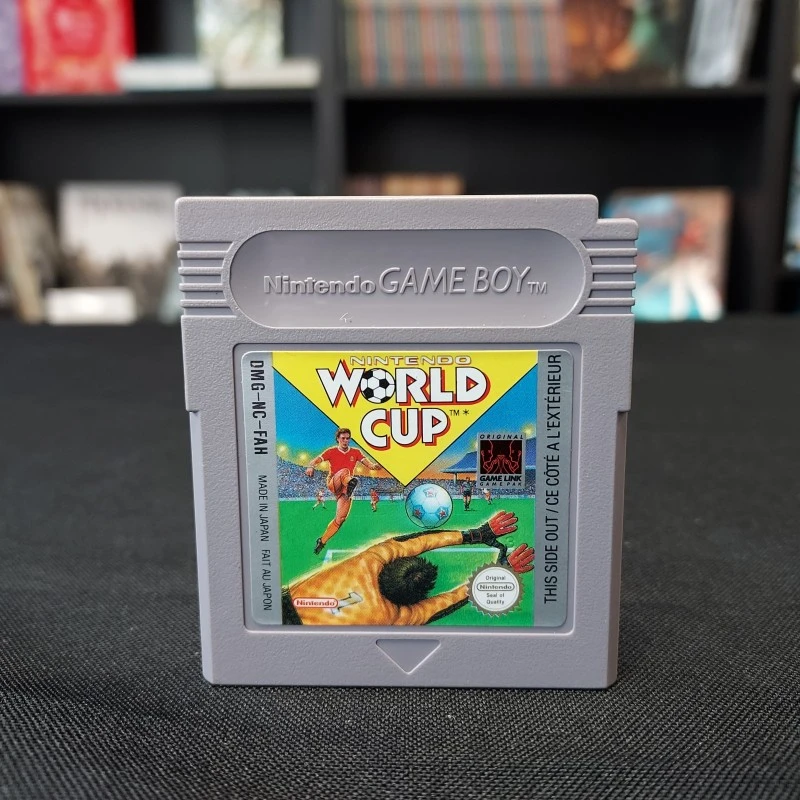 Nintendo GAME BOY TM
NINTENDO
WORLD
CUP TM *
DMG-NC-FAH
MADE IN JAPAN FAIT AU JAPON
ORIGINAL
GAME LINK
GAME PAK
THIS SIDE OUT / CE CÔTÉ A L'EXTÉRIEUR
1
Nintendo
Original
Nintendo
Seal of
Quality